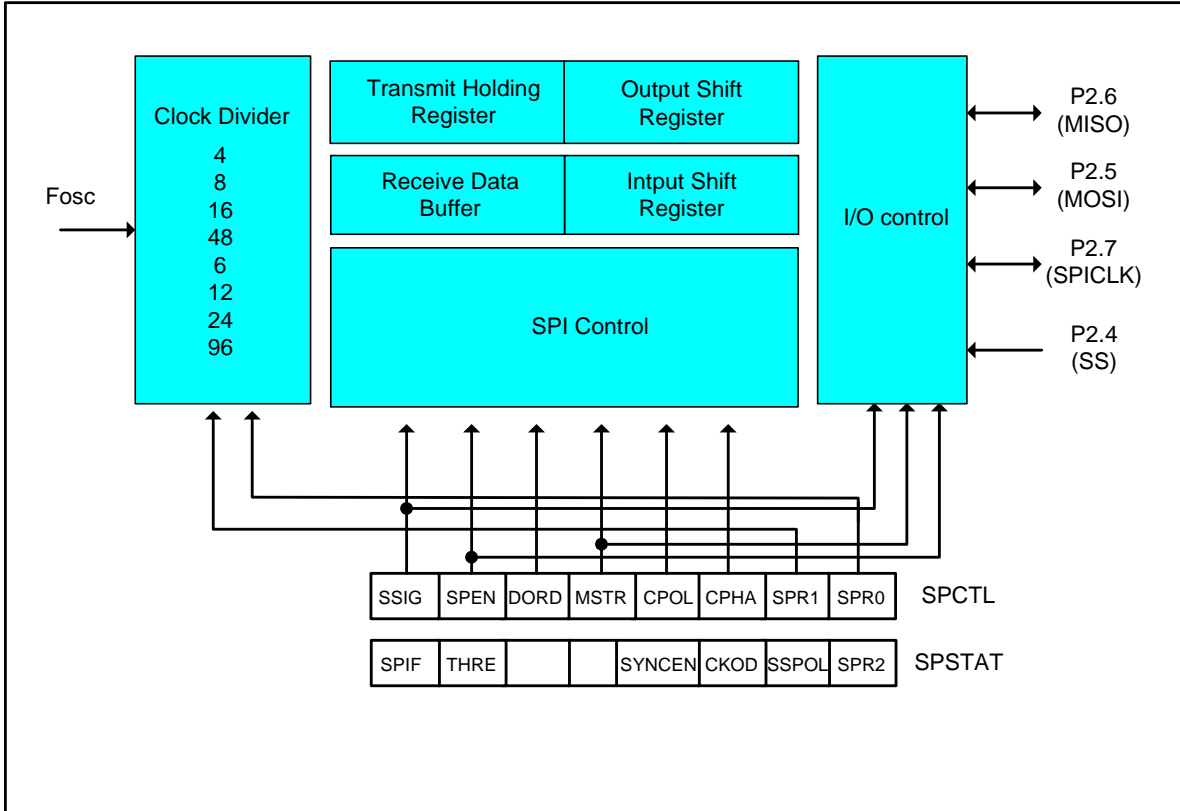 Transmit Holding
Register
Output Shift
Register
P2.6
(MISO)
Clock Divider
4
8
16
48
6
12
24
96
Receive Data
Buffer
Intput Shift
Register
P2.5
(MOSI)
Fosc
I/O control
P2.7
(SPICLK)
SPI Control
P2.4
(SS)
SSIG SPEN DORD MSTR CPOL CPHA SPR1 SPR0 SPCTL
SPIF THRE SYNCEN CKOD SSPOL SPR2 SPSTAT